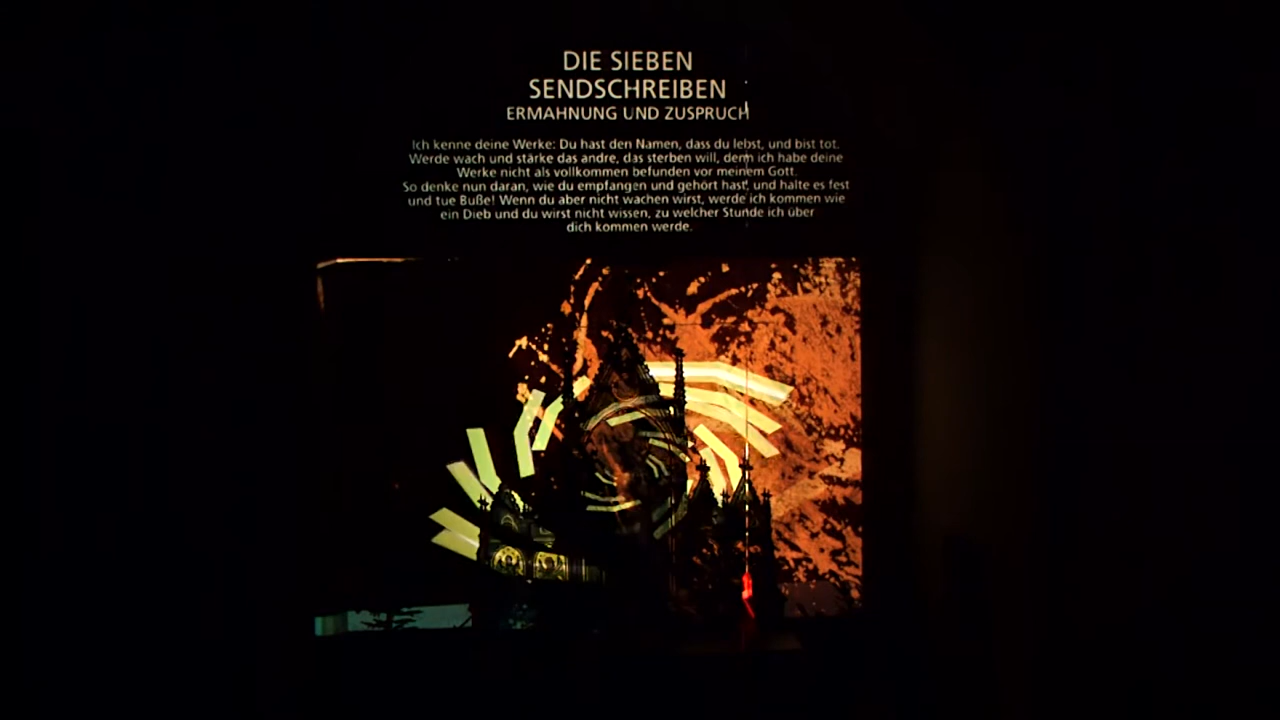 DIE SIEBEN
SENDSCHREIBEN
ERMAHNUNG UND ZUSPRUCH
Ich kenne deine Werke: Du hast den Namen, dass du lebst, und bist tot.
Werde wach und stärke das andre, das sterben will, denn ich habe deine
Werke nicht als vollkommen befunden vor meinem Gott.
So denke nun daran, wie du empfangen und gehört hast, und halte es fest
und tue Buße! Wenn du aber nicht wachen wirst, werde ich kommen wie
ein Dieb und du wirst nicht wissen, zu welcher Stunde ich über
dich kommen werde.